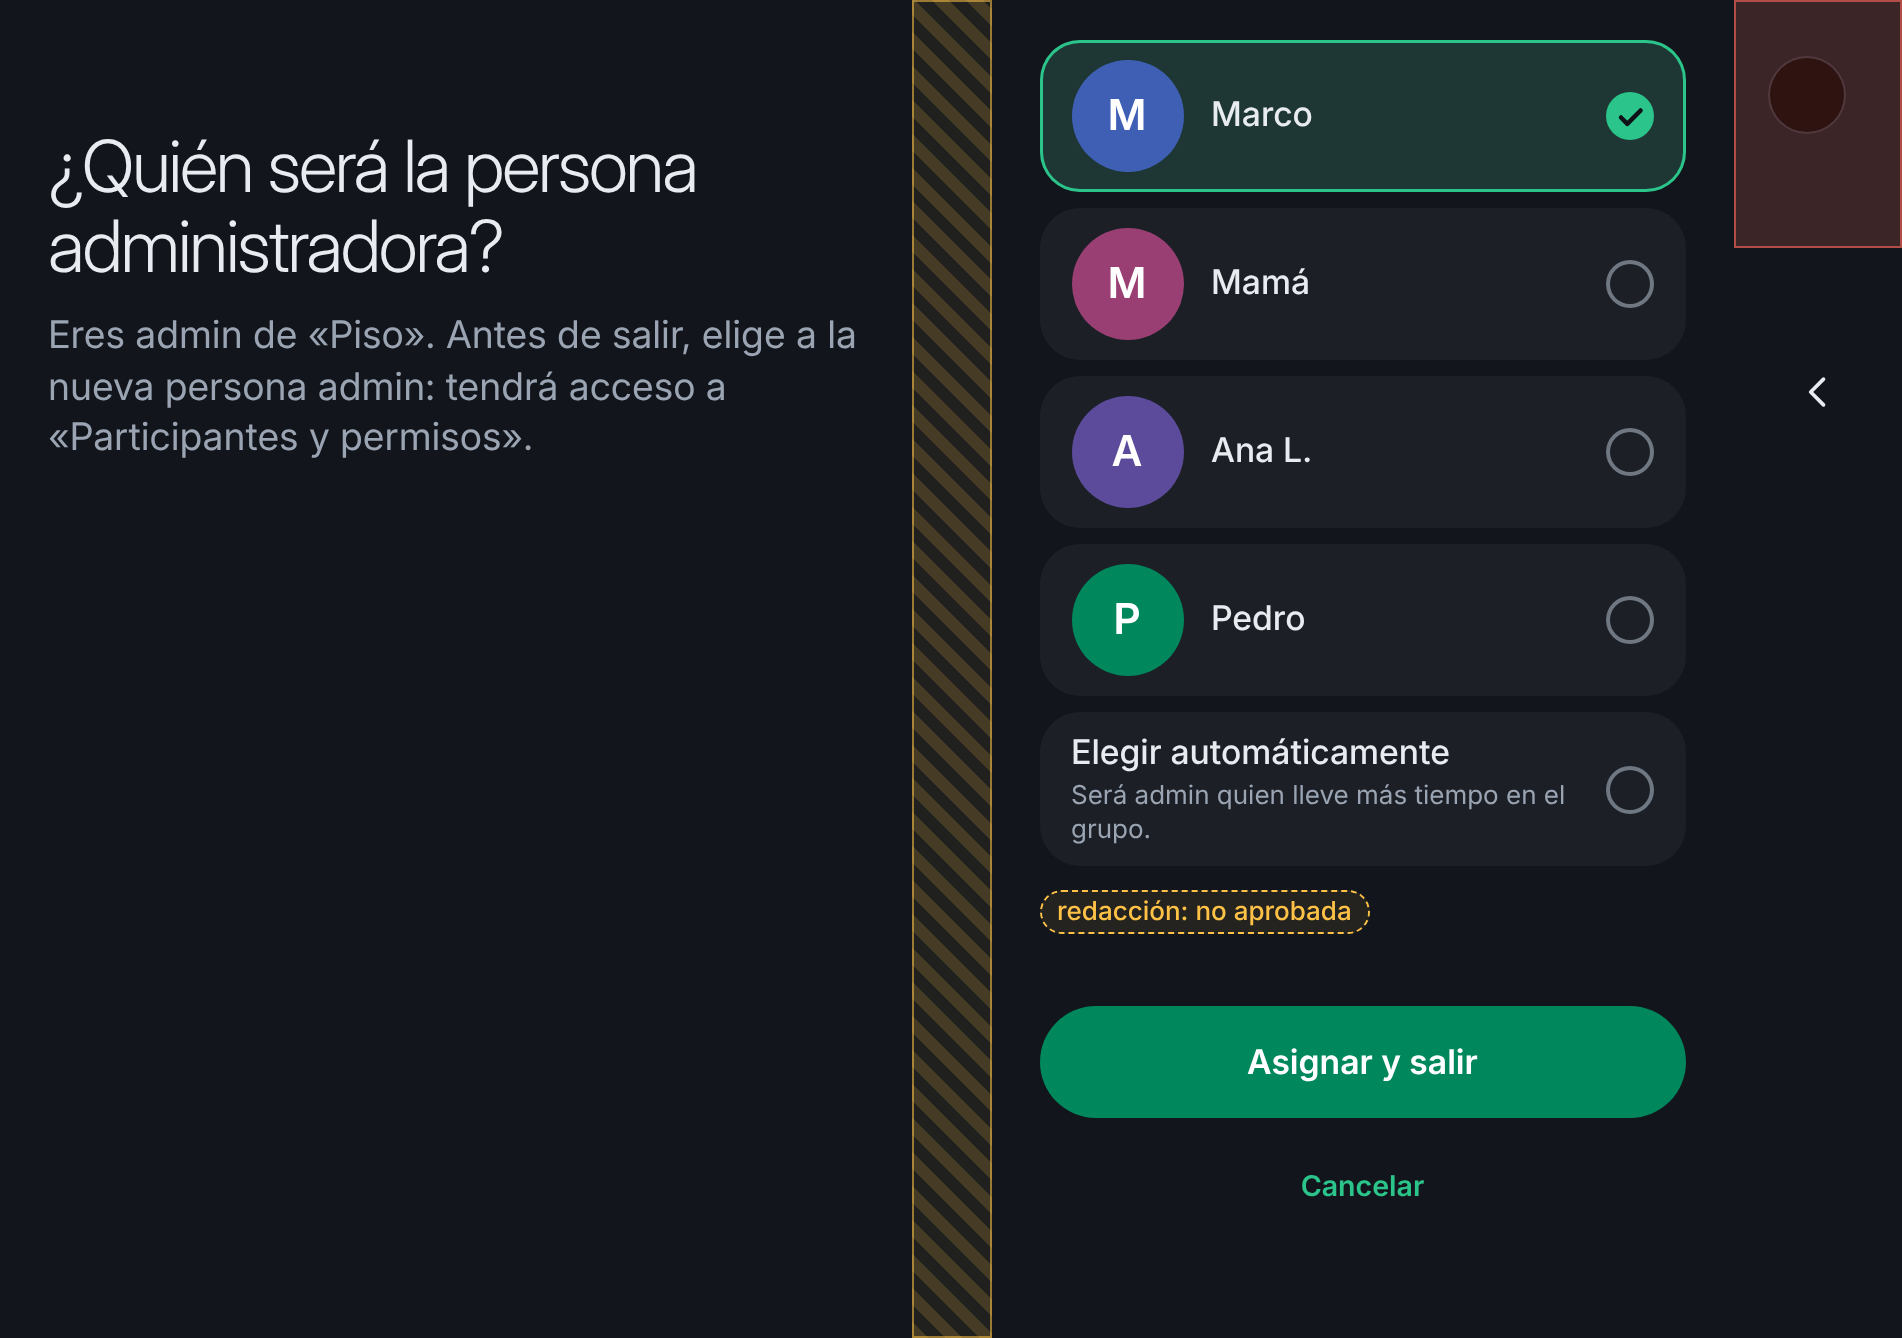 ¿Quién será la persona
administradora?
Eres admin de «Piso». Antes de salir, elige a la
nueva persona admin: tendrá acceso a
«Participantes y permisos».
M
Marco
M
Mamá
A
Ana L.
P
Pedro
Elegir automáticamente
Será admin quien lleve más tiempo en el
grupo.
redacción: no aprobada
Asignar y salir
Cancelar